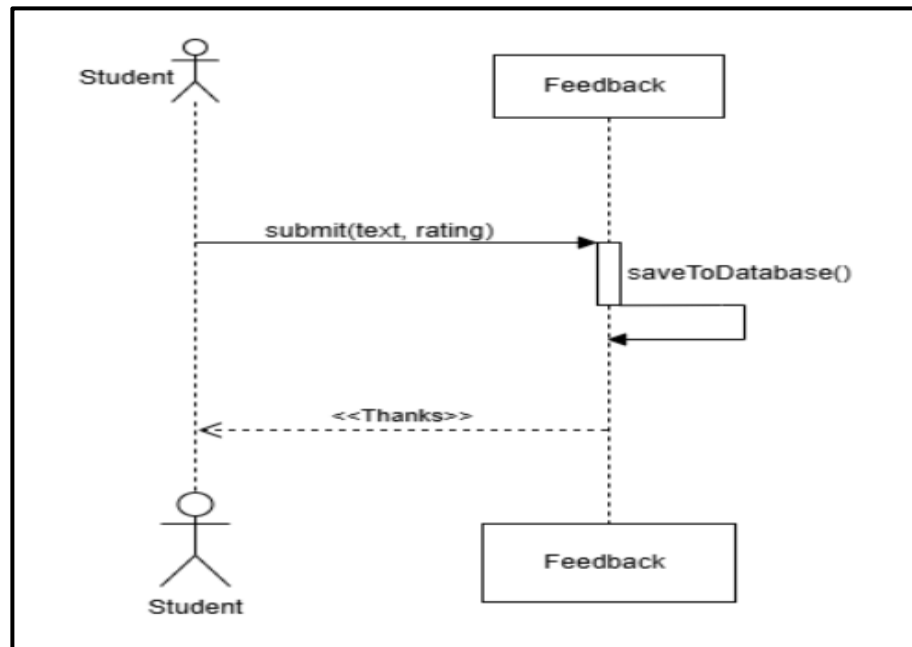 Student
Feedback
submit(text, rating)
saveToDatabase()
<<Thanks>>
Feedback
Student